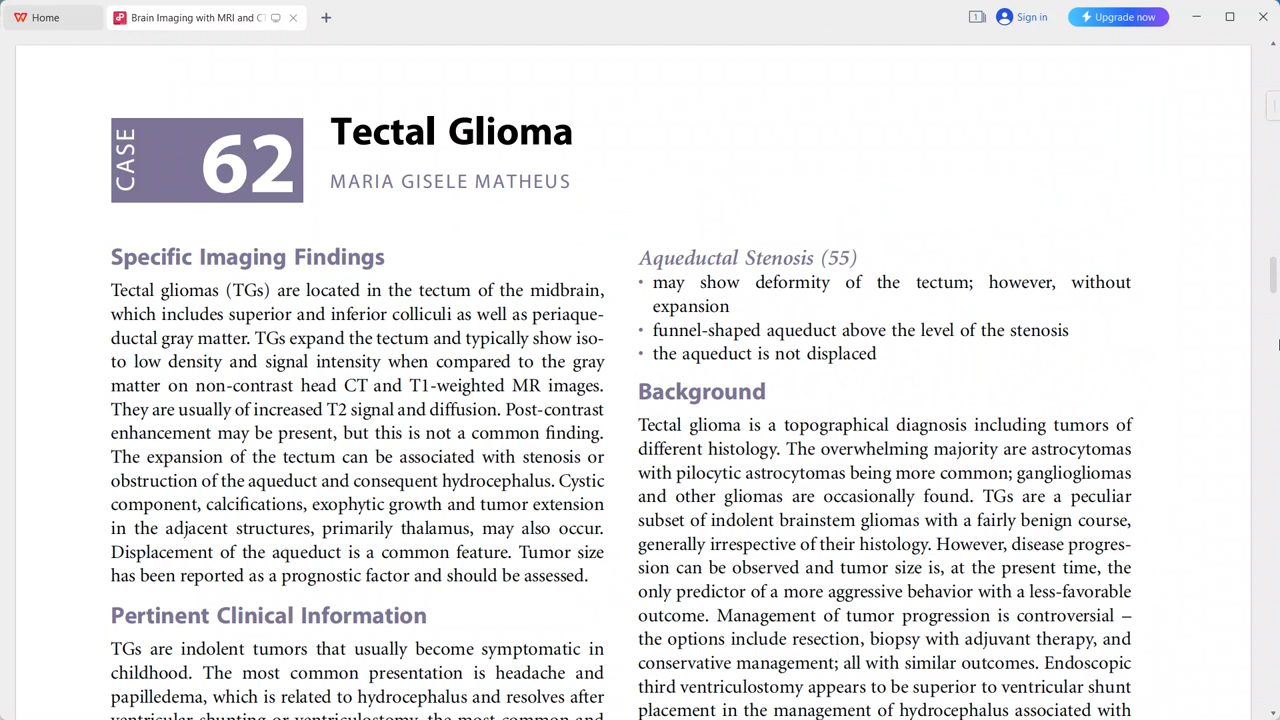 Home
Brain Imaging with MRI and C
Sign in
Upgrade now
CASE 62
Tectal Glioma
MARIA GISELE MATHEUS
Specific Imaging Findings
Tectal gliomas (TGs) are located in the tectum of the midbrain,
which includes superior and inferior colliculi as well as periaque-
ductal gray matter. TGs expand the tectum and typically show iso-
to low density and signal intensity when compared to the gray
matter on non-contrast head CT and T1-weighted MR images.
They are usually of increased T2 signal and diffusion. Post-contrast
enhancement may be present, but this is not a common finding.
The expansion of the tectum can be associated with stenosis or
obstruction of the aqueduct and consequent hydrocephalus. Cystic
component, calcifications, exophytic growth and tumor extension
in the adjacent structures, primarily thalamus, may also occur.
Displacement of the aqueduct is a common feature. Tumor size
has been reported as a prognostic factor and should be assessed.
Pertinent Clinical Information
TGs are indolent tumors that usually become symptomatic in
childhood. The most common presentation is headache and
papilledema, which is related to hydrocephalus and resolves after
ventricular shunting or ventriculostomy, the most common and
Aqueductal Stenosis (55)
• may show deformity of the tectum; however, without
expansion
• funnel-shaped aqueduct above the level of the stenosis
• the aqueduct is not displaced
Background
Tectal glioma is a topographical diagnosis including tumors of
different histology. The overwhelming majority are astrocytomas
with pilocytic astrocytomas being more common; gangliogliomas
and other gliomas are occasionally found. TGs are a peculiar
subset of indolent brainstem gliomas with a fairly benign course,
generally irrespective of their histology. However, disease progres-
sion can be observed and tumor size is, at the present time, the
only predictor of a more aggressive behavior with a less-favorable
outcome. Management of tumor progression is controversial –
the options include resection, biopsy with adjuvant therapy, and
conservative management; all with similar outcomes. Endoscopic
third ventriculostomy appears to be superior to ventricular shunt
placement in the management of hydrocephalus associated with